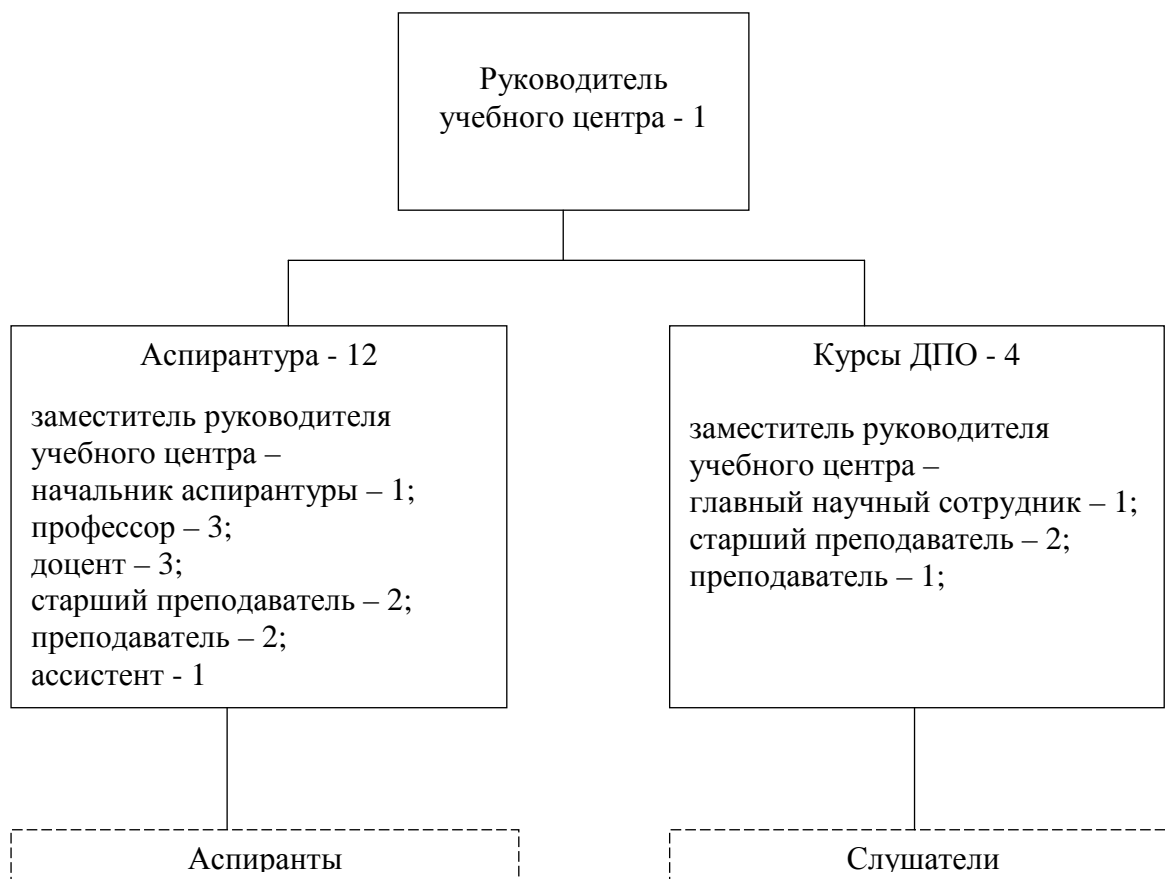 Руководитель
учебного центра - 1
Аспирантура - 12
заместитель руководителя
учебного центра –
начальник аспирантуры – 1;
профессор – 3;
доцент – 3;
старший преподаватель – 2;
преподаватель – 2;
ассистент - 1
Курсы ДПО - 4
заместитель руководителя
учебного центра –
главный научный сотрудник – 1;
старший преподаватель – 2;
преподаватель – 1;
Аспиранты
Слушатели